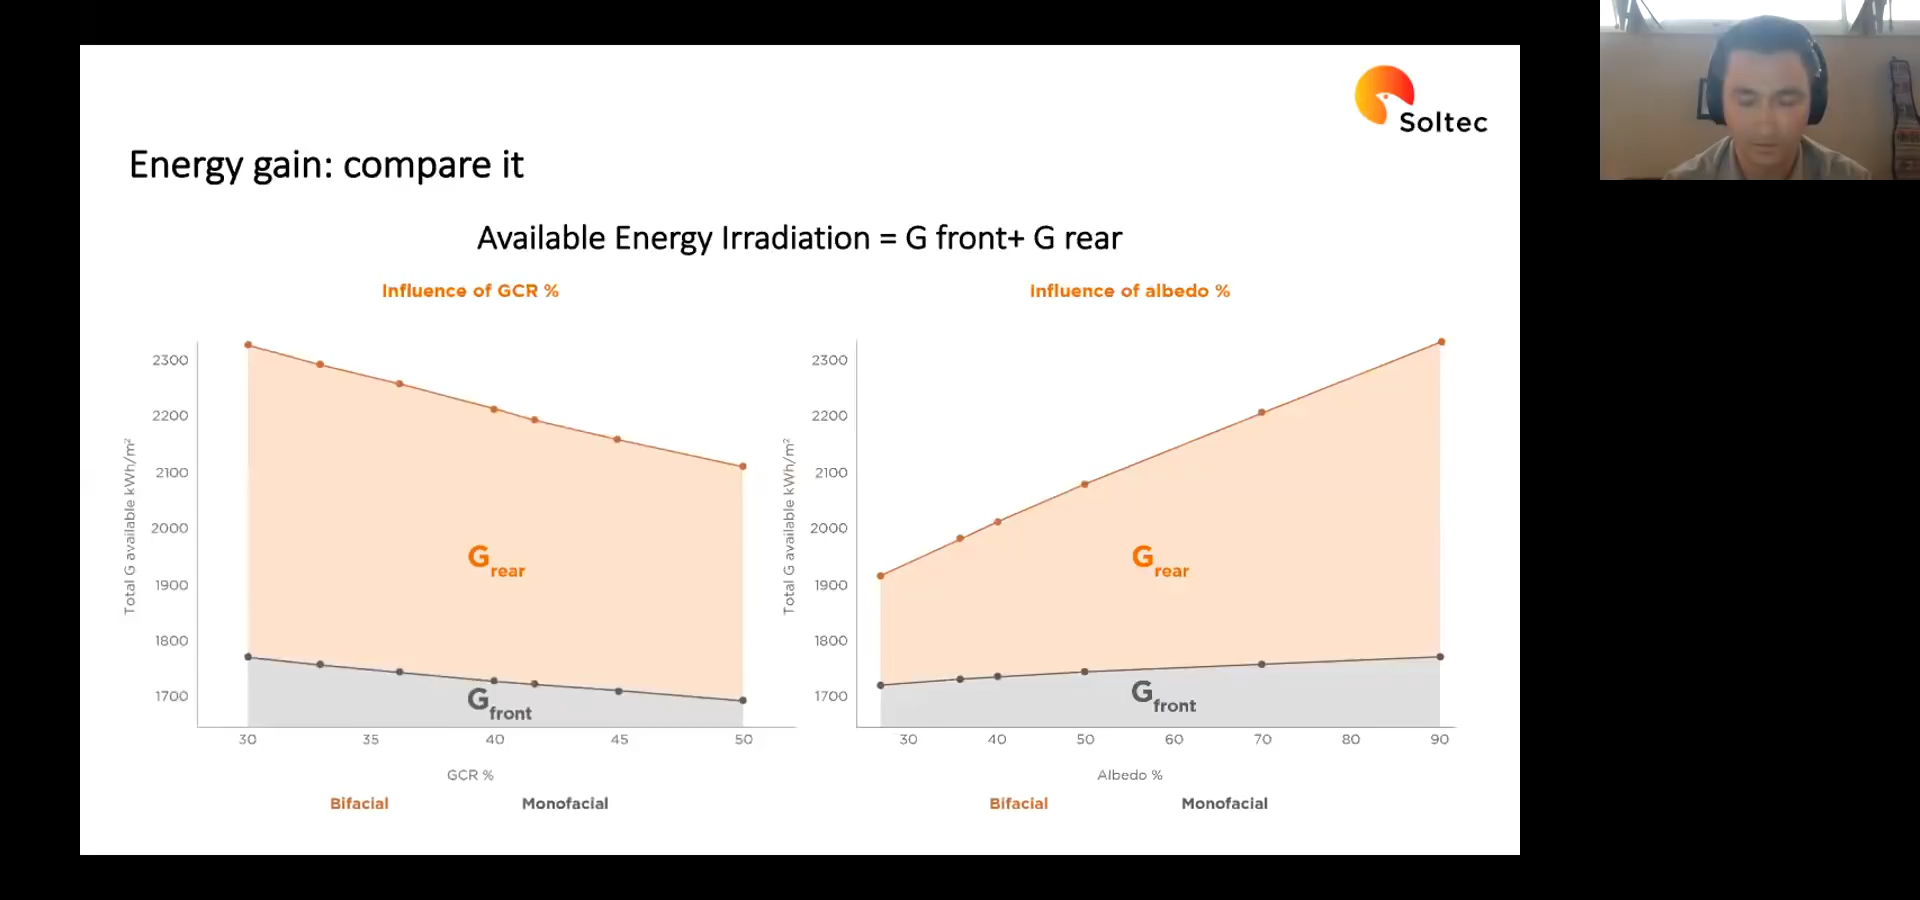 Soltec
Energy gain: compare it
Available Energy Irradiation = G front+ G rear
Influence of GCR %
2300
2200
2100
2000
1900
1800
1700
Total G available kWh/m²
G rear
G front
30 35 40 45 50
GCR %
Bifacial Monofacial
Influence of albedo %
2300
2200
2100
2000
1900
1800
1700
Total G available kWh/m²
G rear
G front
30 40 50 60 70 80 90
Albedo %
Bifacial Monofacial